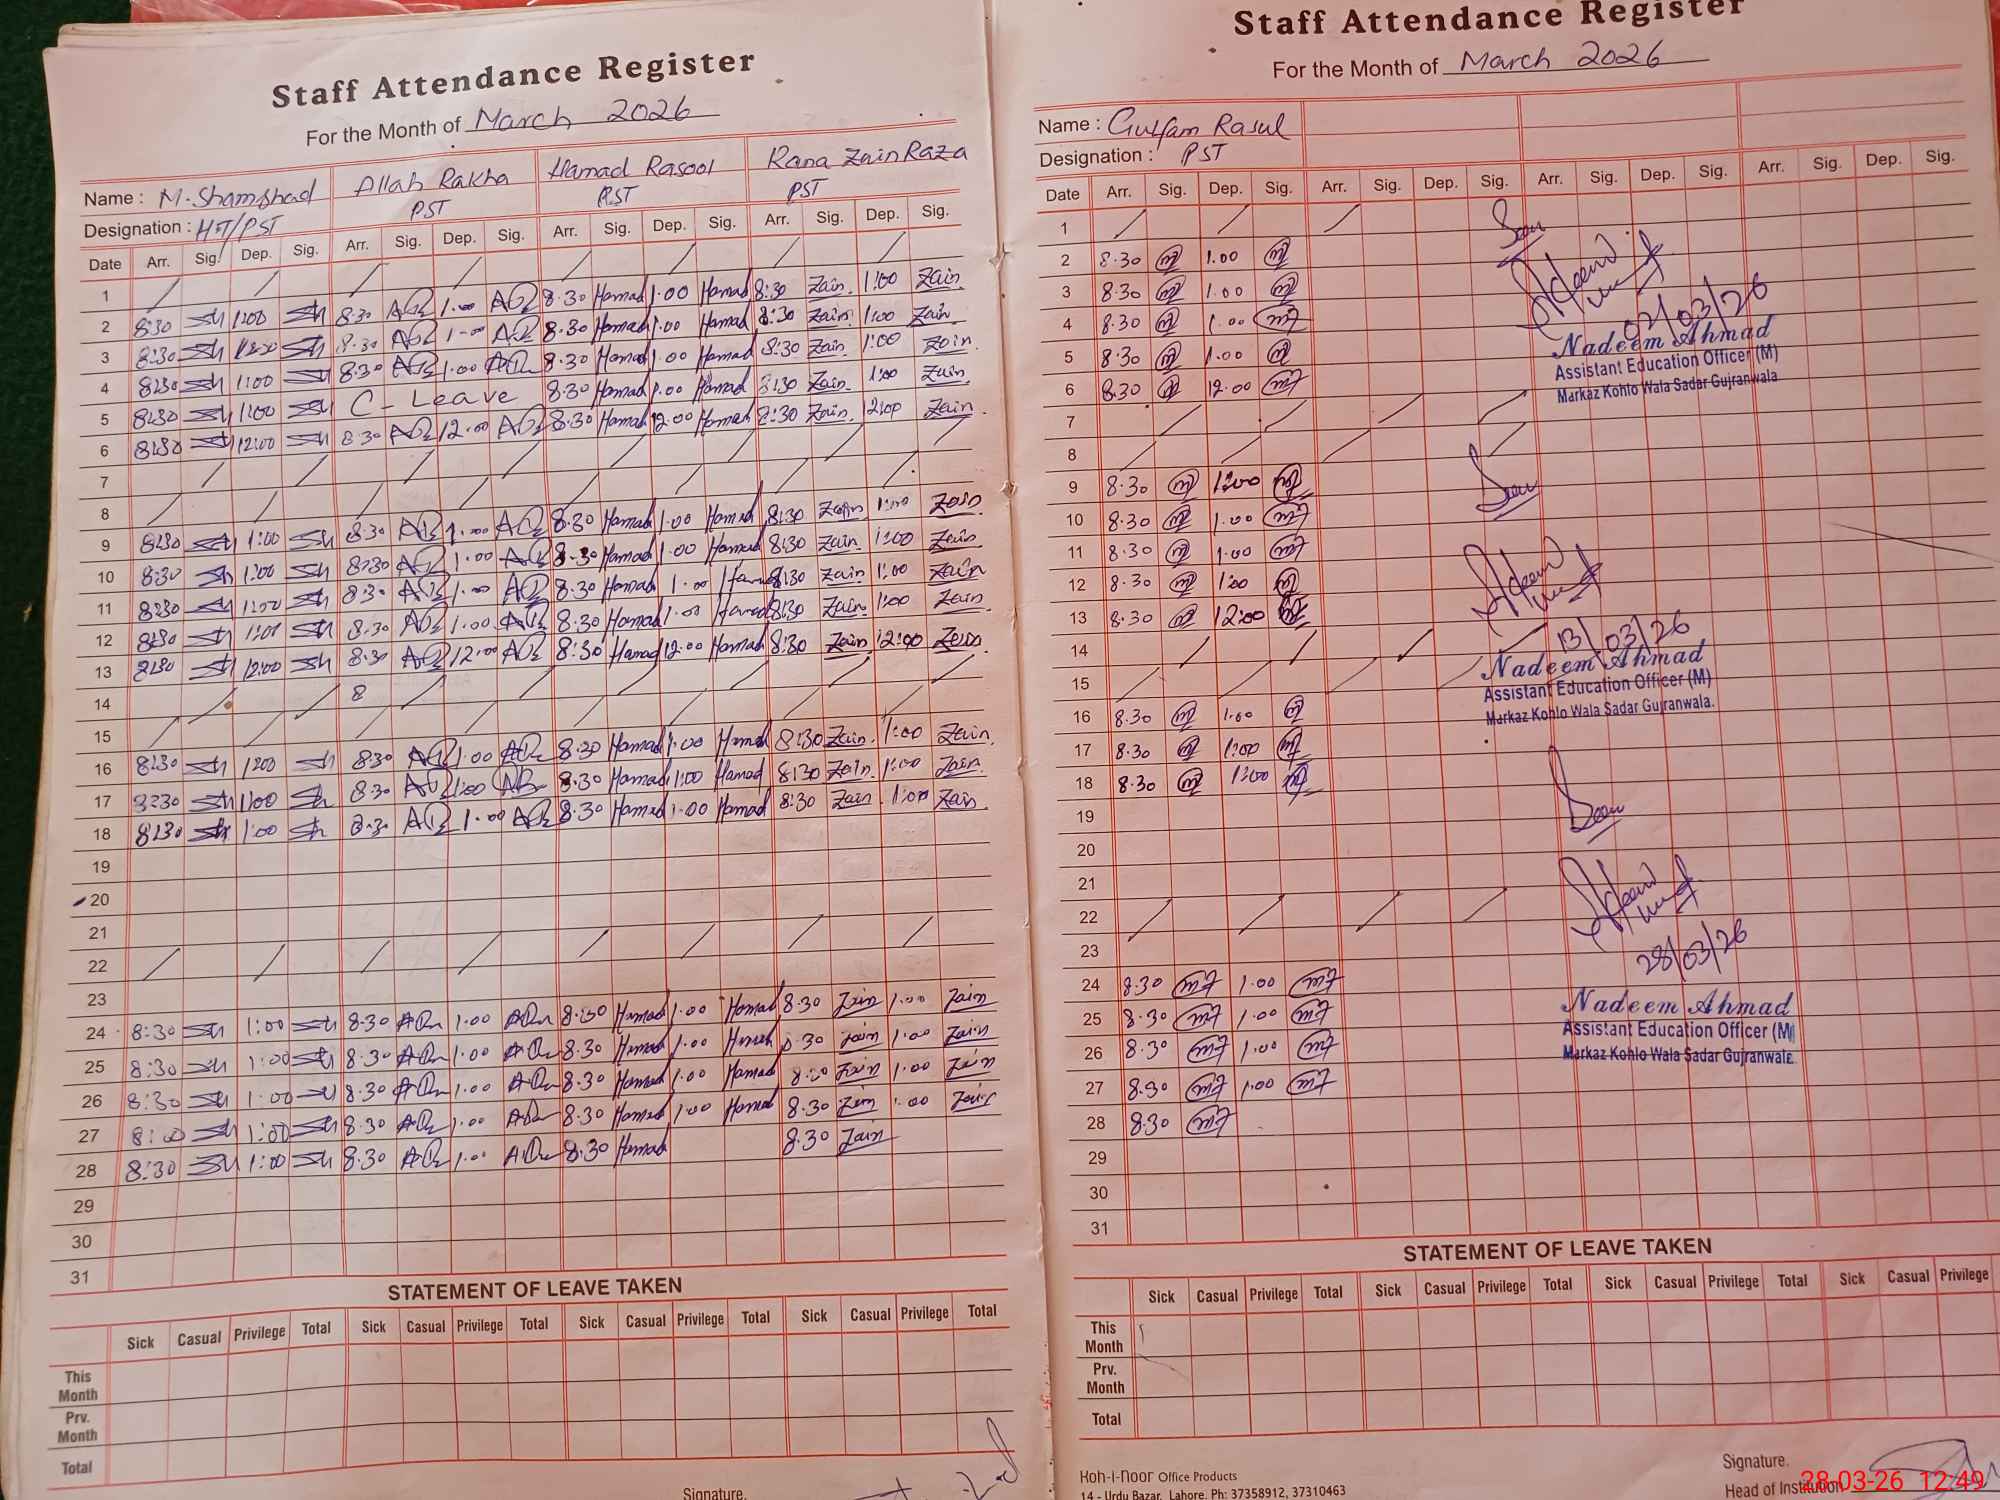 Staff Attendance Register
For the Month of March 2026
Name : M. Shamshad Allah Rakha Hamad Rasool Rana Zain Raza
Designation : HT/PST PST PST PST
Date Arr. Sig. Dep. Sig. Arr. Sig. Dep. Sig. Arr. Sig. Dep. Sig. Arr. Sig. Dep. Sig.
1
2 8:30 1:00 8:30 1.00 8.30 Hamad 1.00 Hamad 8:30 Zain 1:00 Zain
3 8:30 8.30 1.00 8.30 Hamad 1.00 Hamad 8:30 Zain 1:00 Zain
4 8:30 1:00 8:30 1.00 8.30 Hamad 1.00 Hamad 8:30 Zain 1:00 Zain
5 8:30 1:00 C-Leave 8.30 Hamad 1.00 Hamad 8:30 Zain 1:00 Zain
6 8:30 12:00 8.30 12.00 8.30 Hamad 12.00 Hamad 8:30 Zain 12:00 Zain
7
8
9 8:30 1:00 8.30 1.00 8.30 Hamad 1.00 Hamad 8:30 Zain 1:00 Zain
10 8:30 1:00 8:30 1.00 8.30 Hamad 1.00 Hamad 8:30 Zain 1:00 Zain
11 8:30 1:00 8.30 1.00 8.30 Hamad 1.00 Hamad 8:30 Zain 1:00 Zain
12 8:30 1:00 8.30 1.00 8.30 Hamad 1.00 Hamad 8:30 Zain 1:00 Zain
13 8:30 12:00 8.30 12.00 8:30 Hamad 12.00 Hamad 8:30 Zain 12:00 Zain
14 8
15
16 8:30 1:00 8:30 1.00 8.30 Hamad 1.00 Hamad 8:30 Zain 1:00 Zain
17 8:30 1:00 8.30 1:00 8.30 Hamad 1:00 Hamad 8:30 Zain 1:00 Zain
18 8:30 1:00 8.30 1.00 8.30 Hamad 1.00 Hamad 8:30 Zain 1:00 Zain
19
20
21
22
23
24 8:30 1:00 8.30 1.00 8.30 Hamad 1.00 Hamad 8.30 Zain 1.00 Zain
25 8:30 1:00 8.30 1.00 8.30 Hamad 1.00 Hamad 8.30 Zain 1.00 Zain
26 8:30 1:00 8.30 1.00 8.30 Hamad 1.00 Hamad 8.30 Zain 1.00 Zain
27 1:00 8.30 1.00 8.30 Hamad 1.00 Hamad 8.30 Zain 1.00 Zain
28 8:30 1:00 8.30 1.00 8.30 Hamad 8.30 Zain
29
30
31
STATEMENT OF LEAVE TAKEN
Sick Casual Privilege Total Sick Casual Privilege Total Sick Casual Privilege Total Sick Casual Privilege Total
This
Month
Prv.
Month
Total
Signature.
Staff Attendance Register
For the Month of March 2026
Name : Gulfam Rasul
Designation : PST
Date Arr. Sig. Dep. Sig. Arr. Sig. Dep. Sig. Arr. Sig. Dep. Sig. Arr. Sig. Dep. Sig.
1 Seen
2 8.30 1.00
3 8.30 1.00
4 8.30 1.00 02/03/26
5 8.30 1.00 Nadeem Ahmad
Assistant Education Officer (M)
6 8.30 12.00 Markaz Kohlo Wala Sadar Gujranwala
7
8
9 8.30 1:00 Seen
10 8.30 1.00
11 8.30 1.00
12 8.30 1:00
13 8.30 12:00
14 13/03/26
Nadeem Ahmad
15 Assistant Education Officer (M)
16 8.30 1.00 Markaz Kohlo Wala Sadar Gujranwala.
17 8.30 1:00
18 8.30 1:00
19 Seen
20
21
22
23 28/03/26
24 8.30 1.00 Nadeem Ahmad
25 8.30 1.00 Assistant Education Officer (M)
26 8.30 1.00 Markaz Kohlo Wala Sadar Gujranwala
27 8.30 1.00
28 8.30
29
30
31
STATEMENT OF LEAVE TAKEN
Sick Casual Privilege Total Sick Casual Privilege Total Sick Casual Privilege Total Sick Casual Privilege
This
Month
Prv.
Month
Total
Koh-i-noor Office Products
14 - Urdu Bazar, Lahore. Ph: 37358912, 37310463
Signature.
Head of Institution
28-03-26 12:49